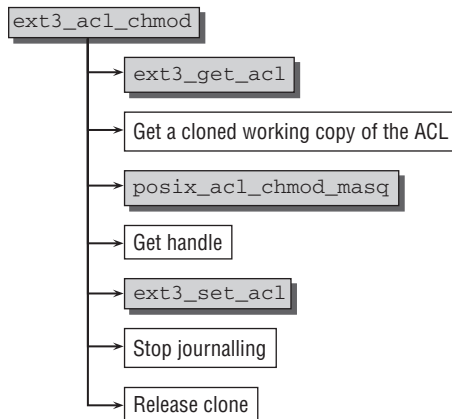 ext3_acl_chmod
ext3_get_acl
Get a cloned working copy of the ACL
posix_acl_chmod_masq
Get handle
ext3_set_acl
Stop journalling
Release clone